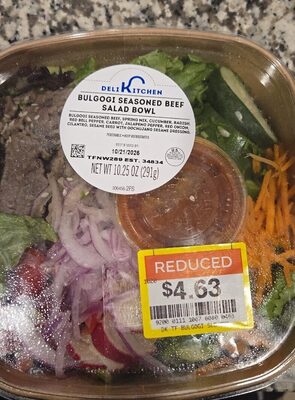 DELI KITCHEN
BULGOGI SEASONED BEEF
SALAD BOWL
BULGOGI SEASONED BEEF, SPRING MIX, CUCUMBER, RADISH,
RED BELL PEPPER, CARROT, JALAPENO PEPPER, RED ONION,
CILANTRO, SESAME SEED WITH GOCHUJANG SESAME DRESSING.
10/21/2025
TFNW289 EST. 34834
NET WT 10.25 OZ (291g)
REDUCED
$4.63